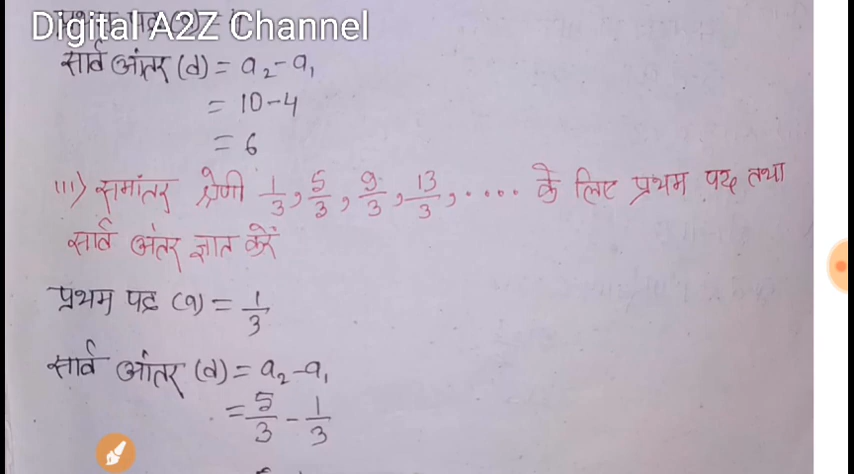 Digital A2Z Channel
सार्व अंतर (d) = a₂-a₁
= 10-4
= 6
III) समांतर श्रेणी 1/3, 5/3, 9/3, 13/3, .... के लिए प्रथम पद तथा
सार्व अंतर ज्ञात करें
प्रथम पद (a) = 1/3
सार्व अंतर (d) = a₂-a₁
= 5/3 - 1/3